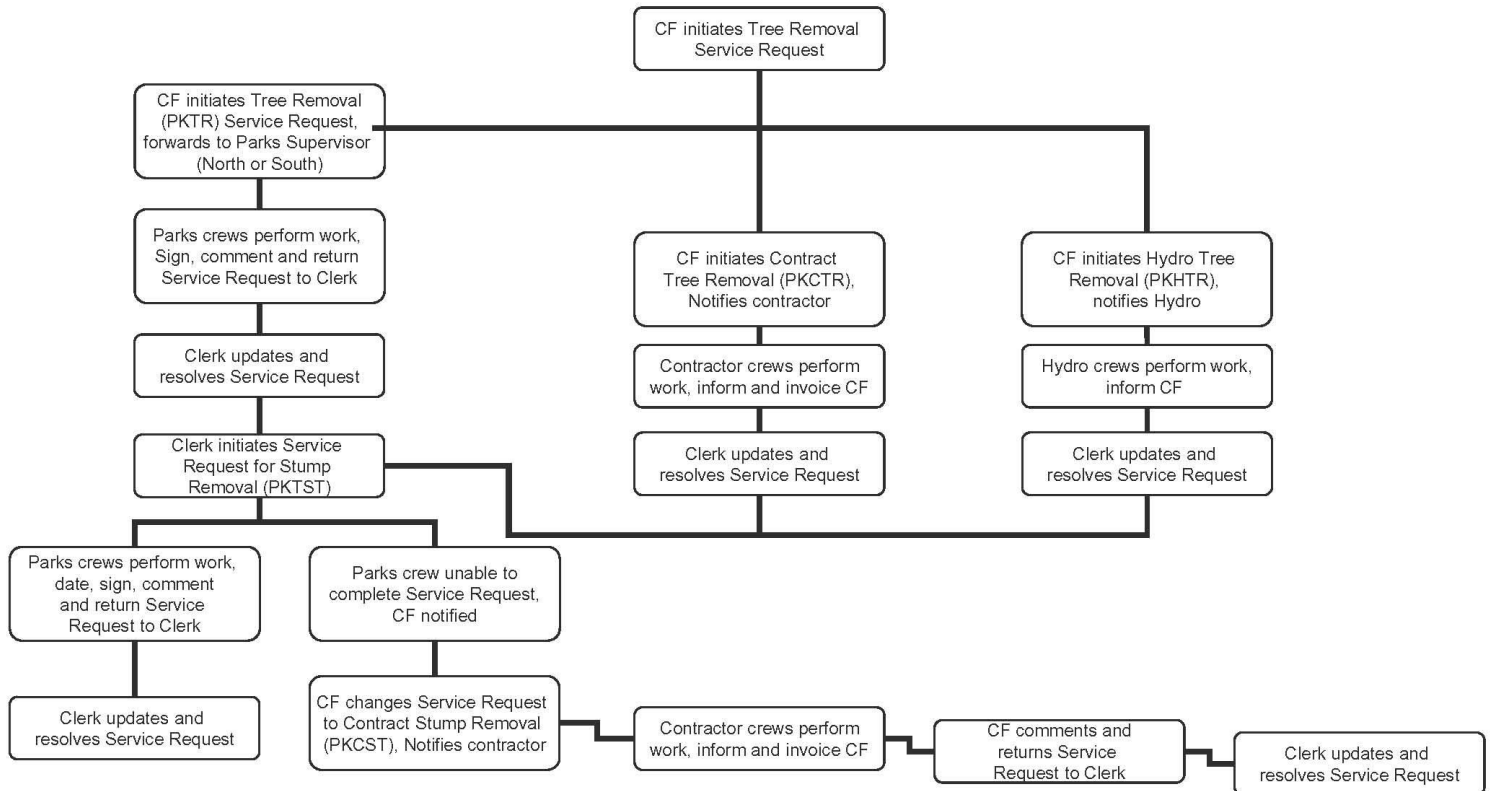 CF initiates Tree Removal
Service Request
CF initiates Tree Removal
(PKTR) Service Request,
forwards to Parks Supervisor
(North or South)
Parks crews perform work,
Sign, comment and return
Service Request to Clerk
CF initiates Contract
Tree Removal (PKCTR),
Notifies contractor
CF initiates Hydro Tree
Removal (PKHTR),
notifies Hydro
Clerk updates and
resolves Service Request
Contractor crews perform
work, inform and invoice CF
Hydro crews perform work,
inform CF
Clerk initiates Service
Request for Stump
Removal (PKTST)
Clerk updates and
resolves Service Request
Clerk updates and
resolves Service Request
Parks crews perform work,
date, sign, comment
and return Service
Request to Clerk
Parks crew unable to
complete Service Request,
CF notified
Clerk updates and
resolves Service Request
CF changes Service Request
to Contract Stump Removal
(PKCST), Notifies contractor
Contractor crews perform
work, inform and invoice CF
CF comments and
returns Service
Request to Clerk
Clerk updates and
resolves Service Request